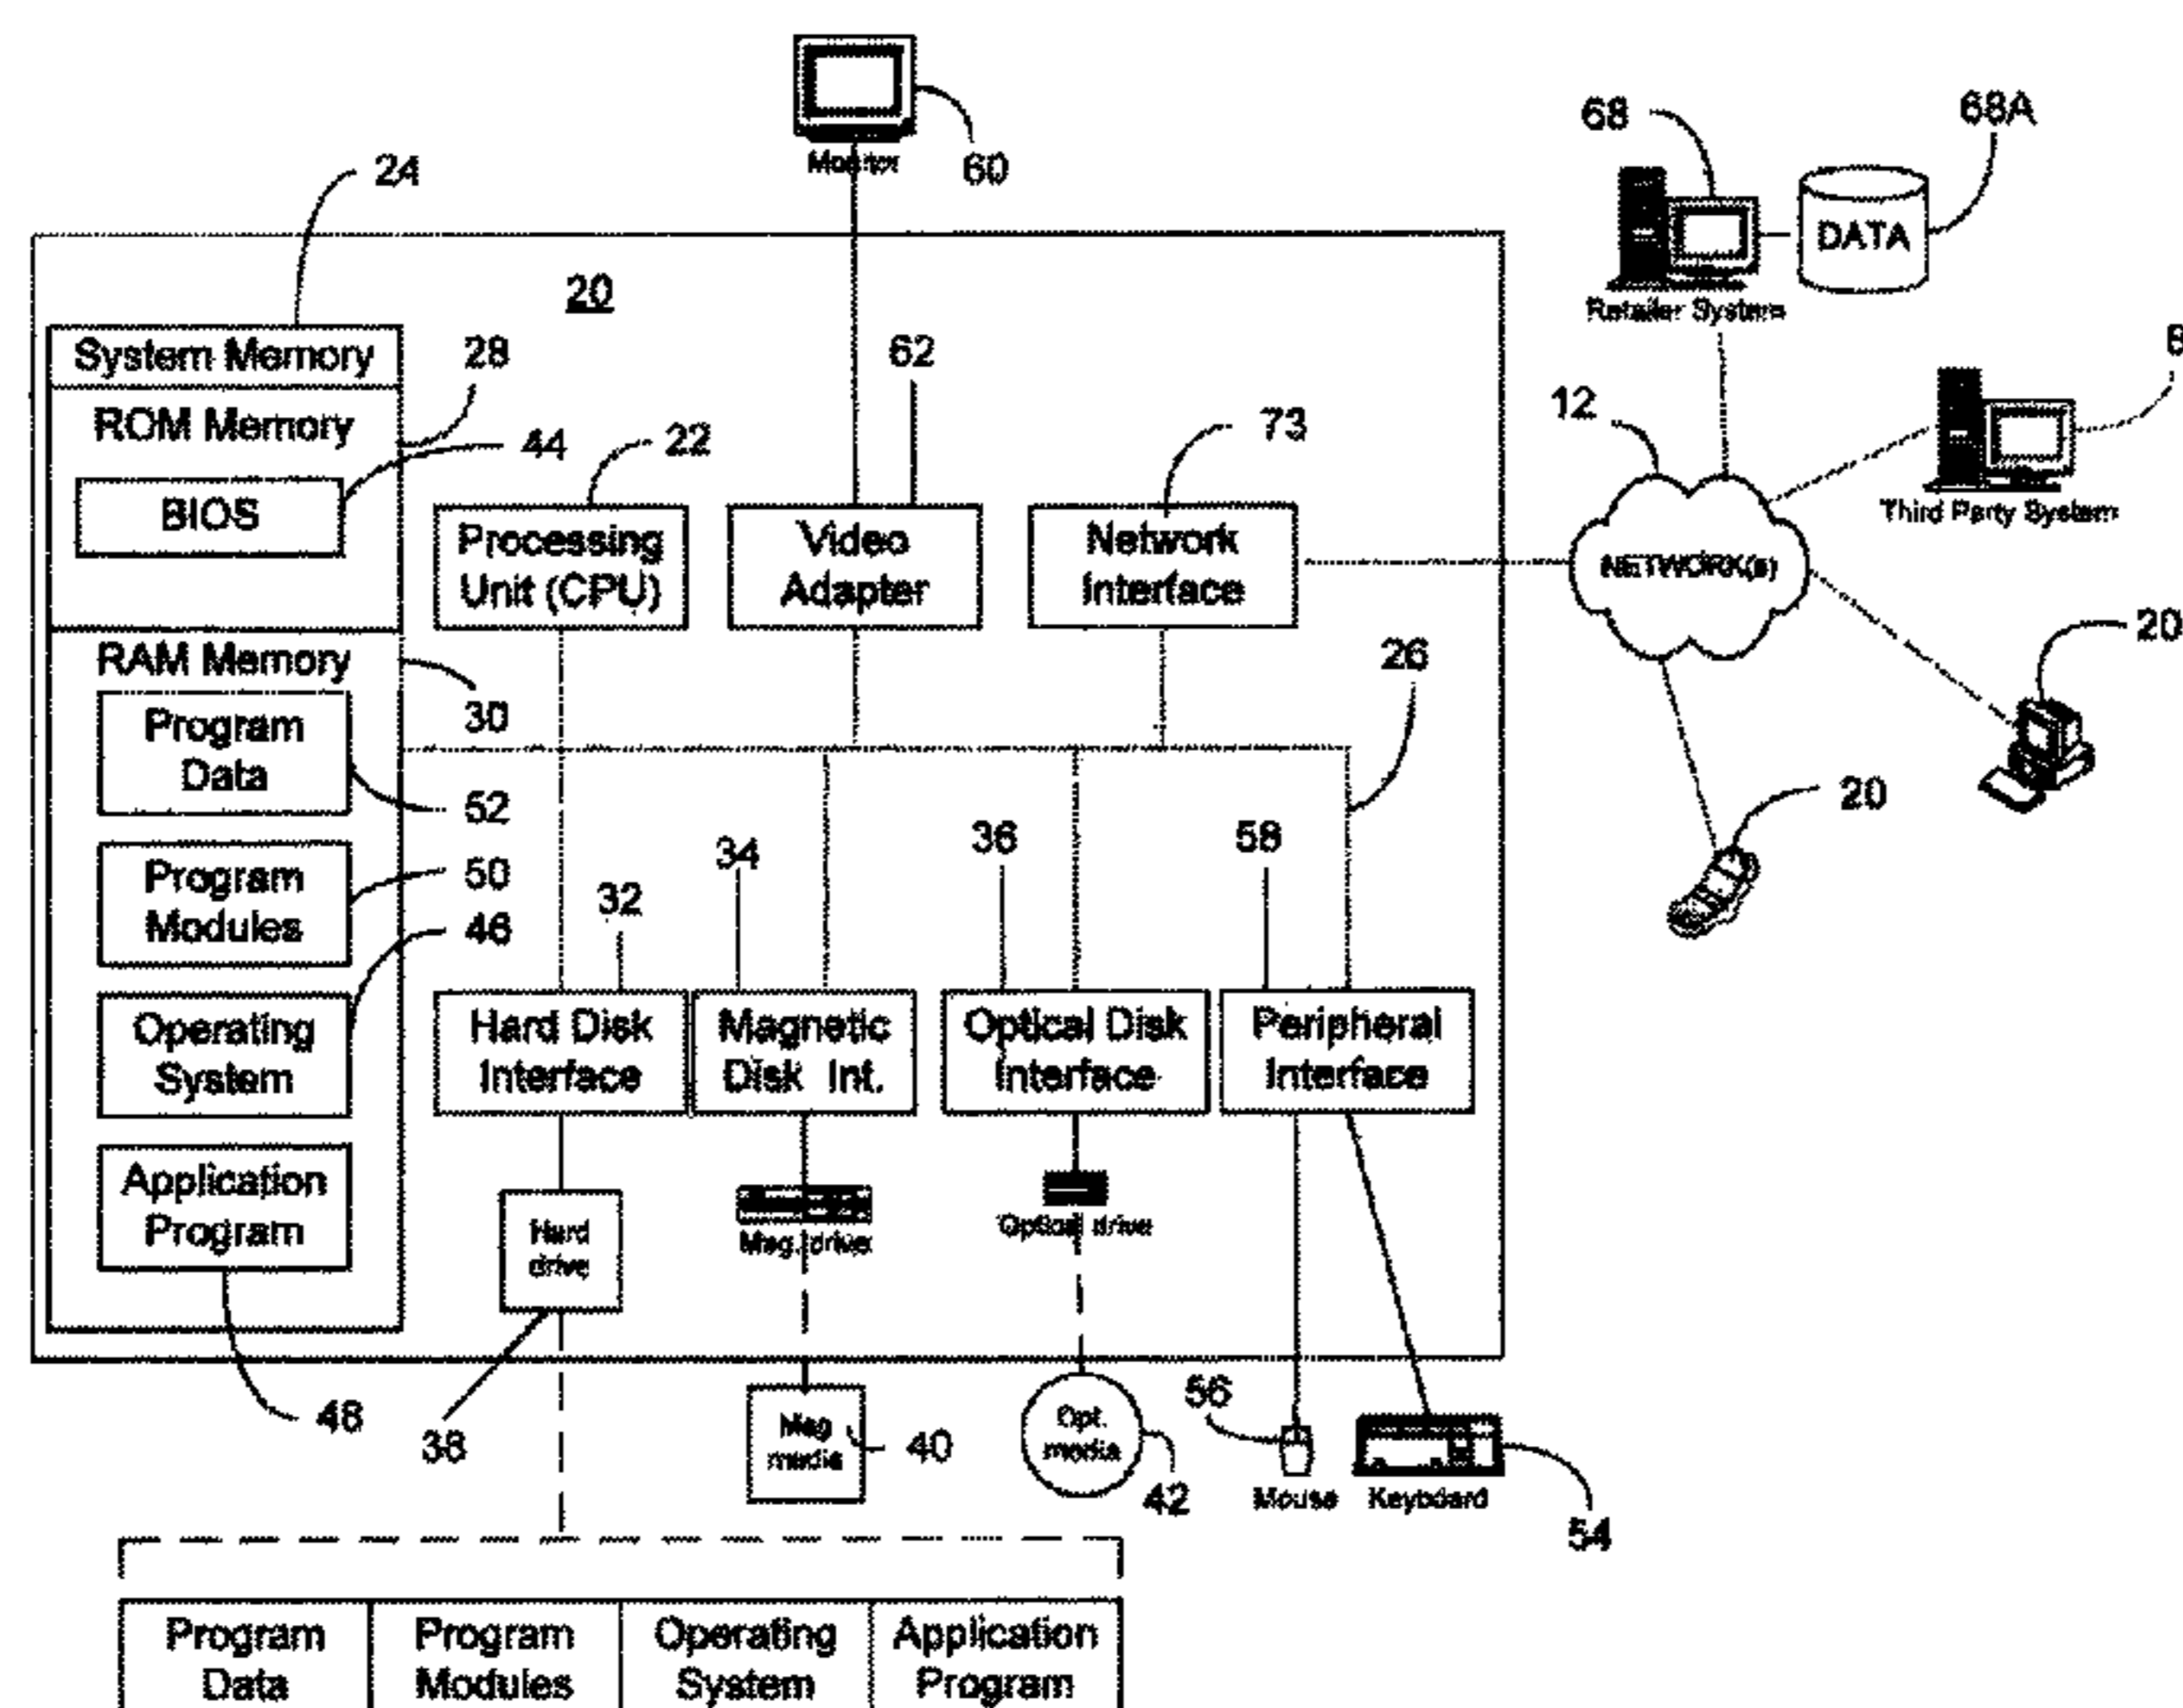 60
Monitor
68
68A
DATA
Retailer System
24
20
System Memory
28
ROM Memory
44
BIOS
22
Processing
Unit (CPU)
62
Video
Adapter
73
Network
Interface
12
NETWORK(s)
Third Party System
20
20
26
RAM Memory
30
Program
Data
52
Program
Modules
50
46
Operating
System
Application
Program
48
32
Hard Disk
Interface
34
Magnetic
Disk Int.
36
Optical Disk
Interface
58
Peripheral
Interface
Hard
drive
38
Mag. drive
Optical drive
Mag
media
40
Opt.
media
42
56
Mouse
Keyboard
54
Program
Data
Program
Modules
Operating
System
Application
Program